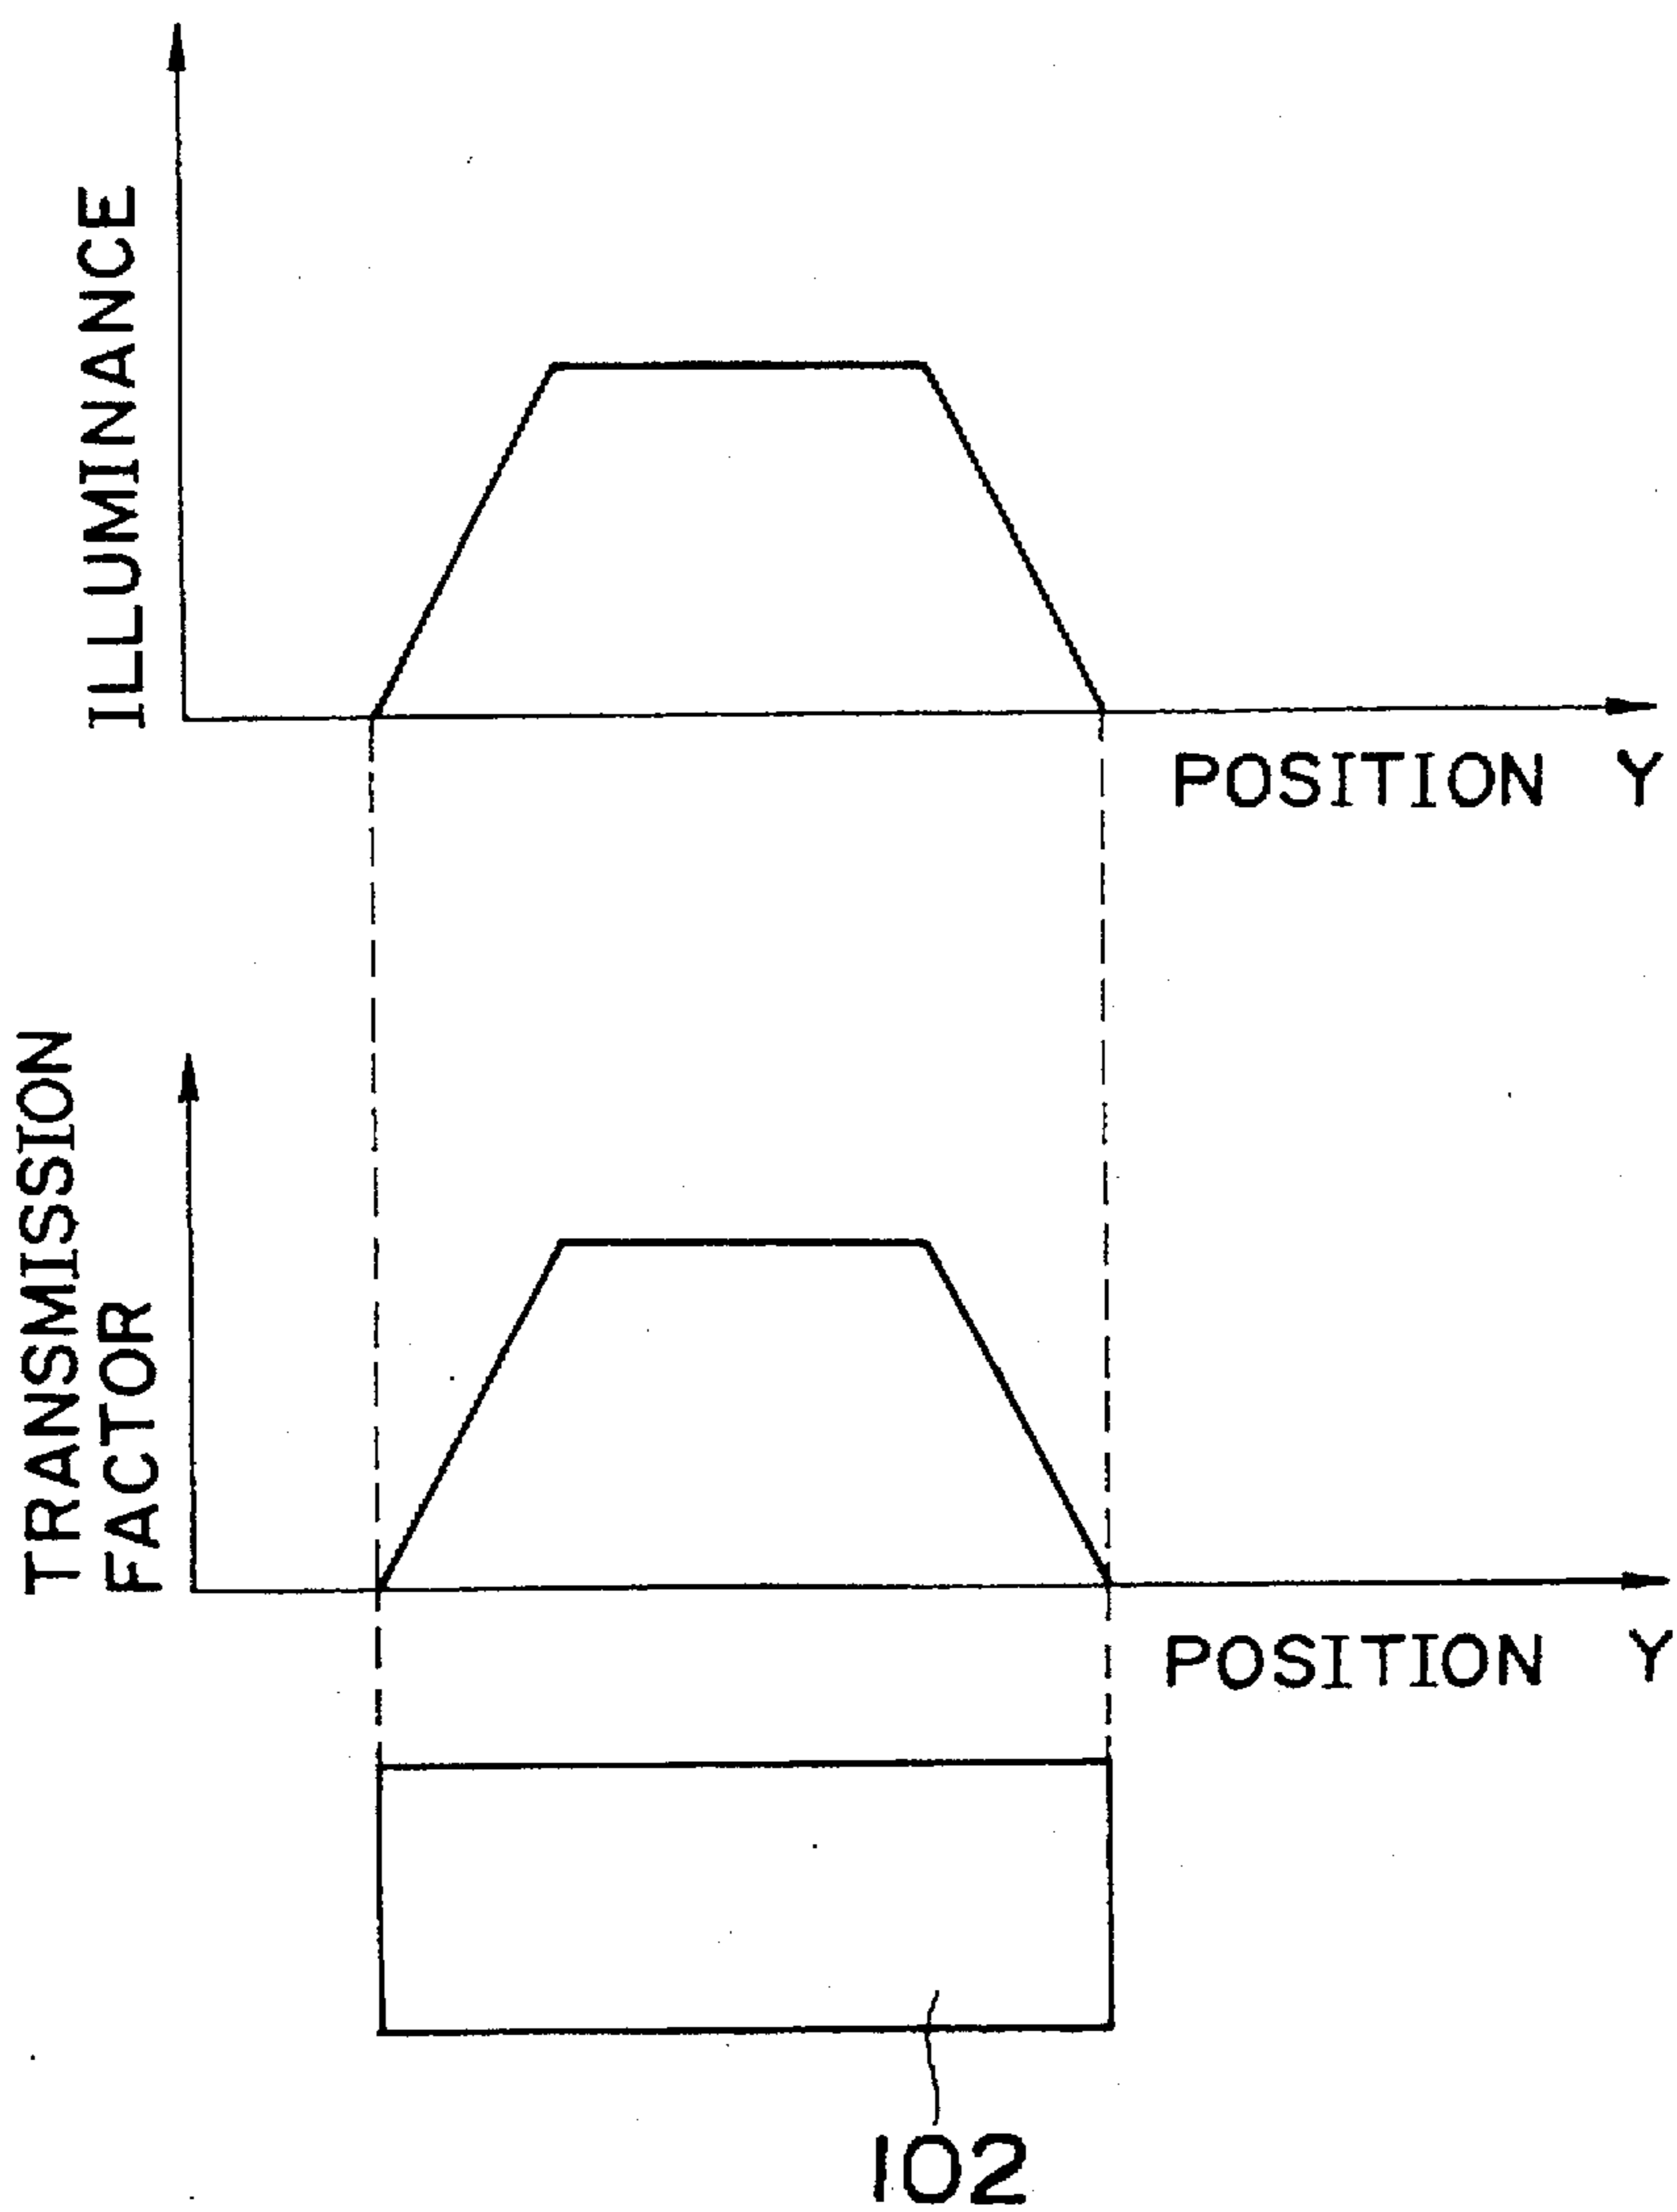 ILLUMINANCE
POSITION Y
TRANSMISSION
FACTOR
POSITION Y
102